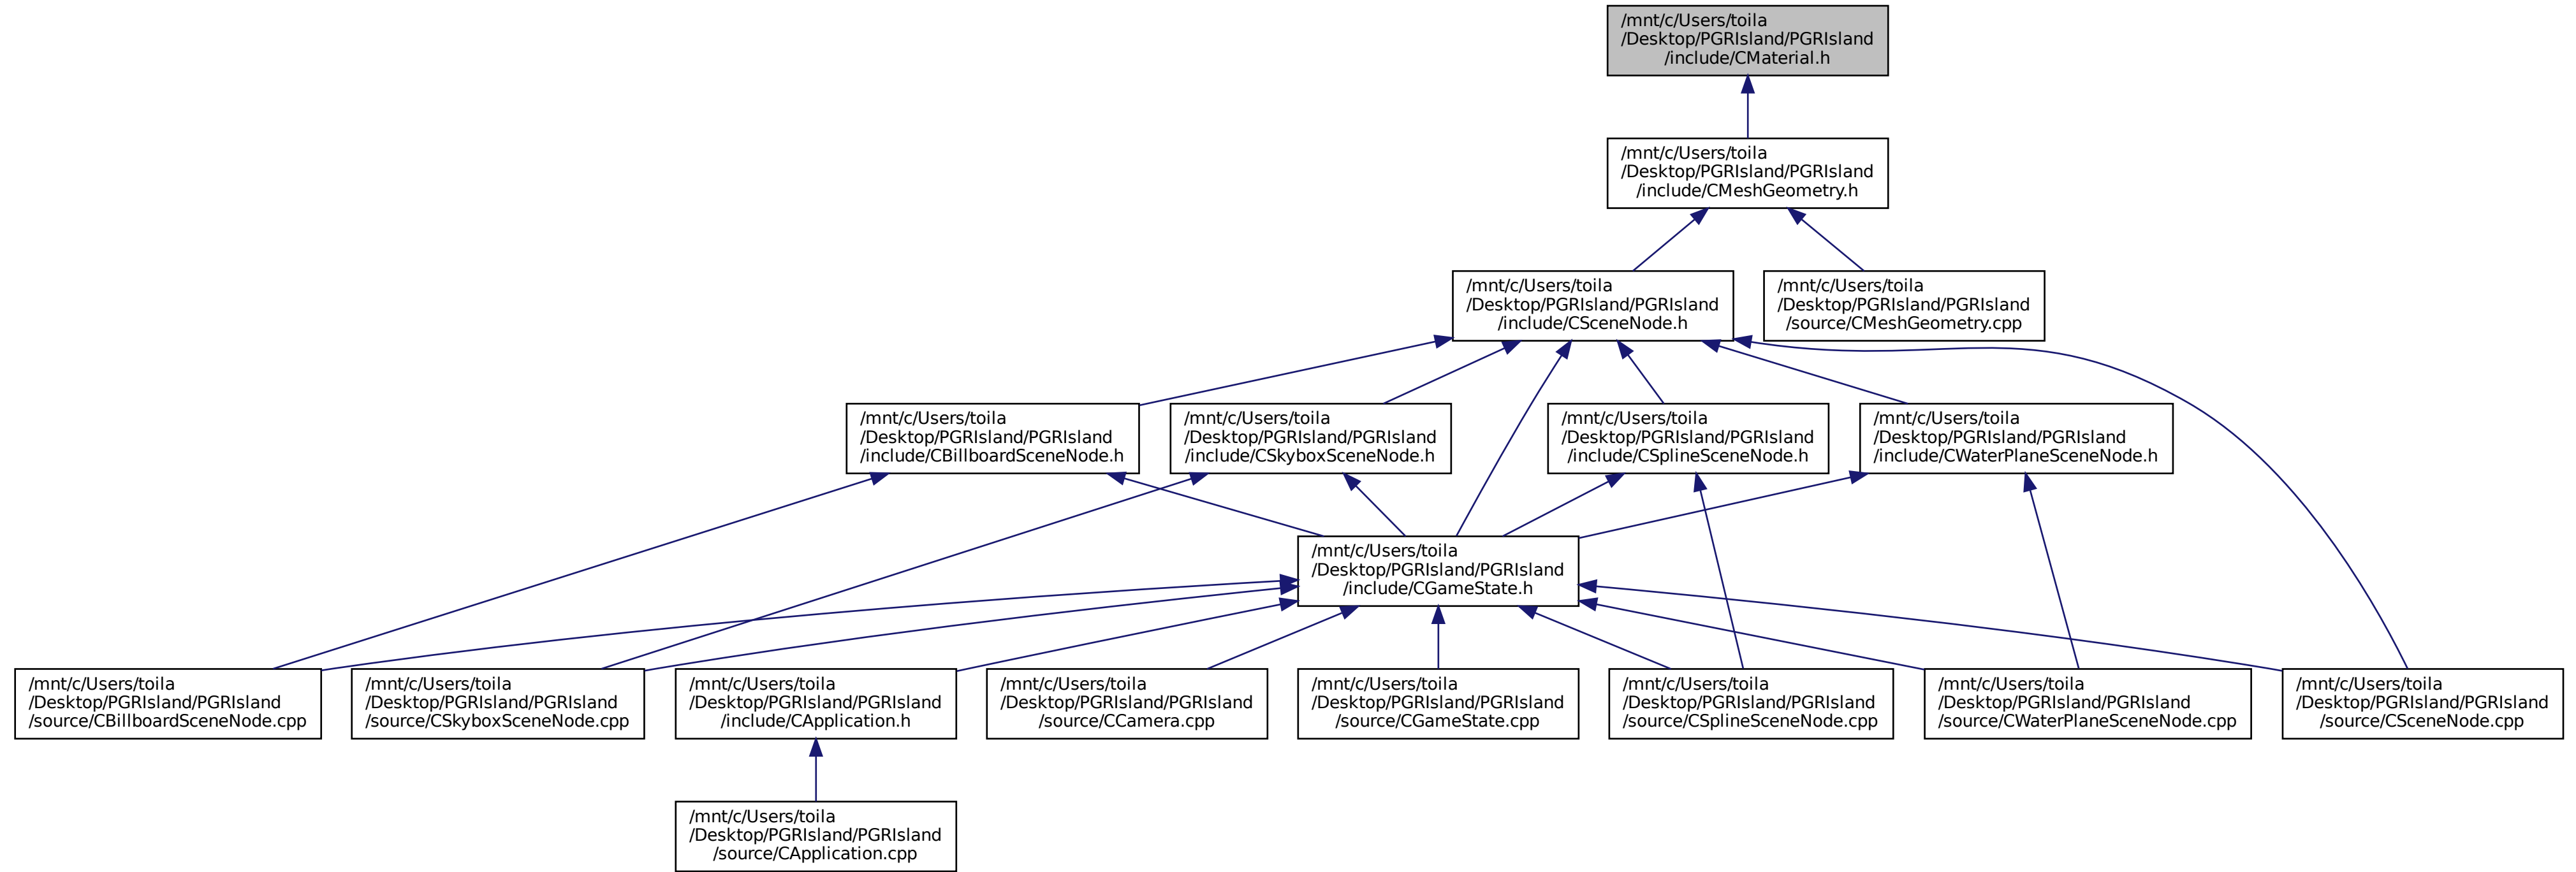 /mnt/c/Users/toila
/Desktop/PGRIsland/PGRIsland
/include/CMaterial.h
/mnt/c/Users/toila
/Desktop/PGRIsland/PGRIsland
/include/CMeshGeometry.h
/mnt/c/Users/toila
/Desktop/PGRIsland/PGRIsland
/include/CSceneNode.h
/mnt/c/Users/toila
/Desktop/PGRIsland/PGRIsland
/source/CMeshGeometry.cpp
/mnt/c/Users/toila
/Desktop/PGRIsland/PGRIsland
/include/CBillboardSceneNode.h
/mnt/c/Users/toila
/Desktop/PGRIsland/PGRIsland
/include/CSkyboxSceneNode.h
/mnt/c/Users/toila
/Desktop/PGRIsland/PGRIsland
/include/CSplineSceneNode.h
/mnt/c/Users/toila
/Desktop/PGRIsland/PGRIsland
/include/CWaterPlaneSceneNode.h
/mnt/c/Users/toila
/Desktop/PGRIsland/PGRIsland
/include/CGameState.h
/mnt/c/Users/toila
/Desktop/PGRIsland/PGRIsland
/source/CBillboardSceneNode.cpp
/mnt/c/Users/toila
/Desktop/PGRIsland/PGRIsland
/source/CSkyboxSceneNode.cpp
/mnt/c/Users/toila
/Desktop/PGRIsland/PGRIsland
/include/CApplication.h
/mnt/c/Users/toila
/Desktop/PGRIsland/PGRIsland
/source/CCamera.cpp
/mnt/c/Users/toila
/Desktop/PGRIsland/PGRIsland
/source/CGameState.cpp
/mnt/c/Users/toila
/Desktop/PGRIsland/PGRIsland
/source/CSplineSceneNode.cpp
/mnt/c/Users/toila
/Desktop/PGRIsland/PGRIsland
/source/CWaterPlaneSceneNode.cpp
/mnt/c/Users/toila
/Desktop/PGRIsland/PGRIsland
/source/CSceneNode.cpp
/mnt/c/Users/toila
/Desktop/PGRIsland/PGRIsland
/source/CApplication.cpp